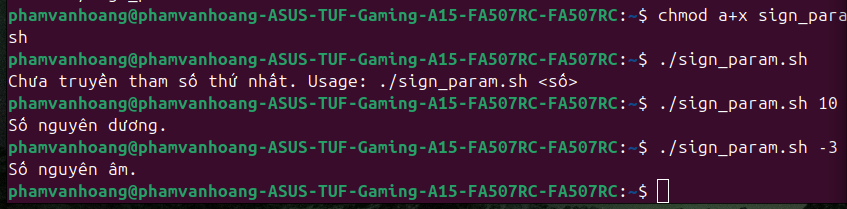 phamvanhoang@phamvanhoang-ASUS-TUF-Gaming-A15-FA507RC-FA507RC:~$ chmod a+x sign_para
sh
phamvanhoang@phamvanhoang-ASUS-TUF-Gaming-A15-FA507RC-FA507RC:~$ ./sign_param.sh
Chưa truyền tham số thứ nhất. Usage: ./sign_param.sh <số>
phamvanhoang@phamvanhoang-ASUS-TUF-Gaming-A15-FA507RC-FA507RC:~$ ./sign_param.sh 10
Số nguyên dương.
phamvanhoang@phamvanhoang-ASUS-TUF-Gaming-A15-FA507RC-FA507RC:~$ ./sign_param.sh -3
Số nguyên âm.
phamvanhoang@phamvanhoang-ASUS-TUF-Gaming-A15-FA507RC-FA507RC:~$